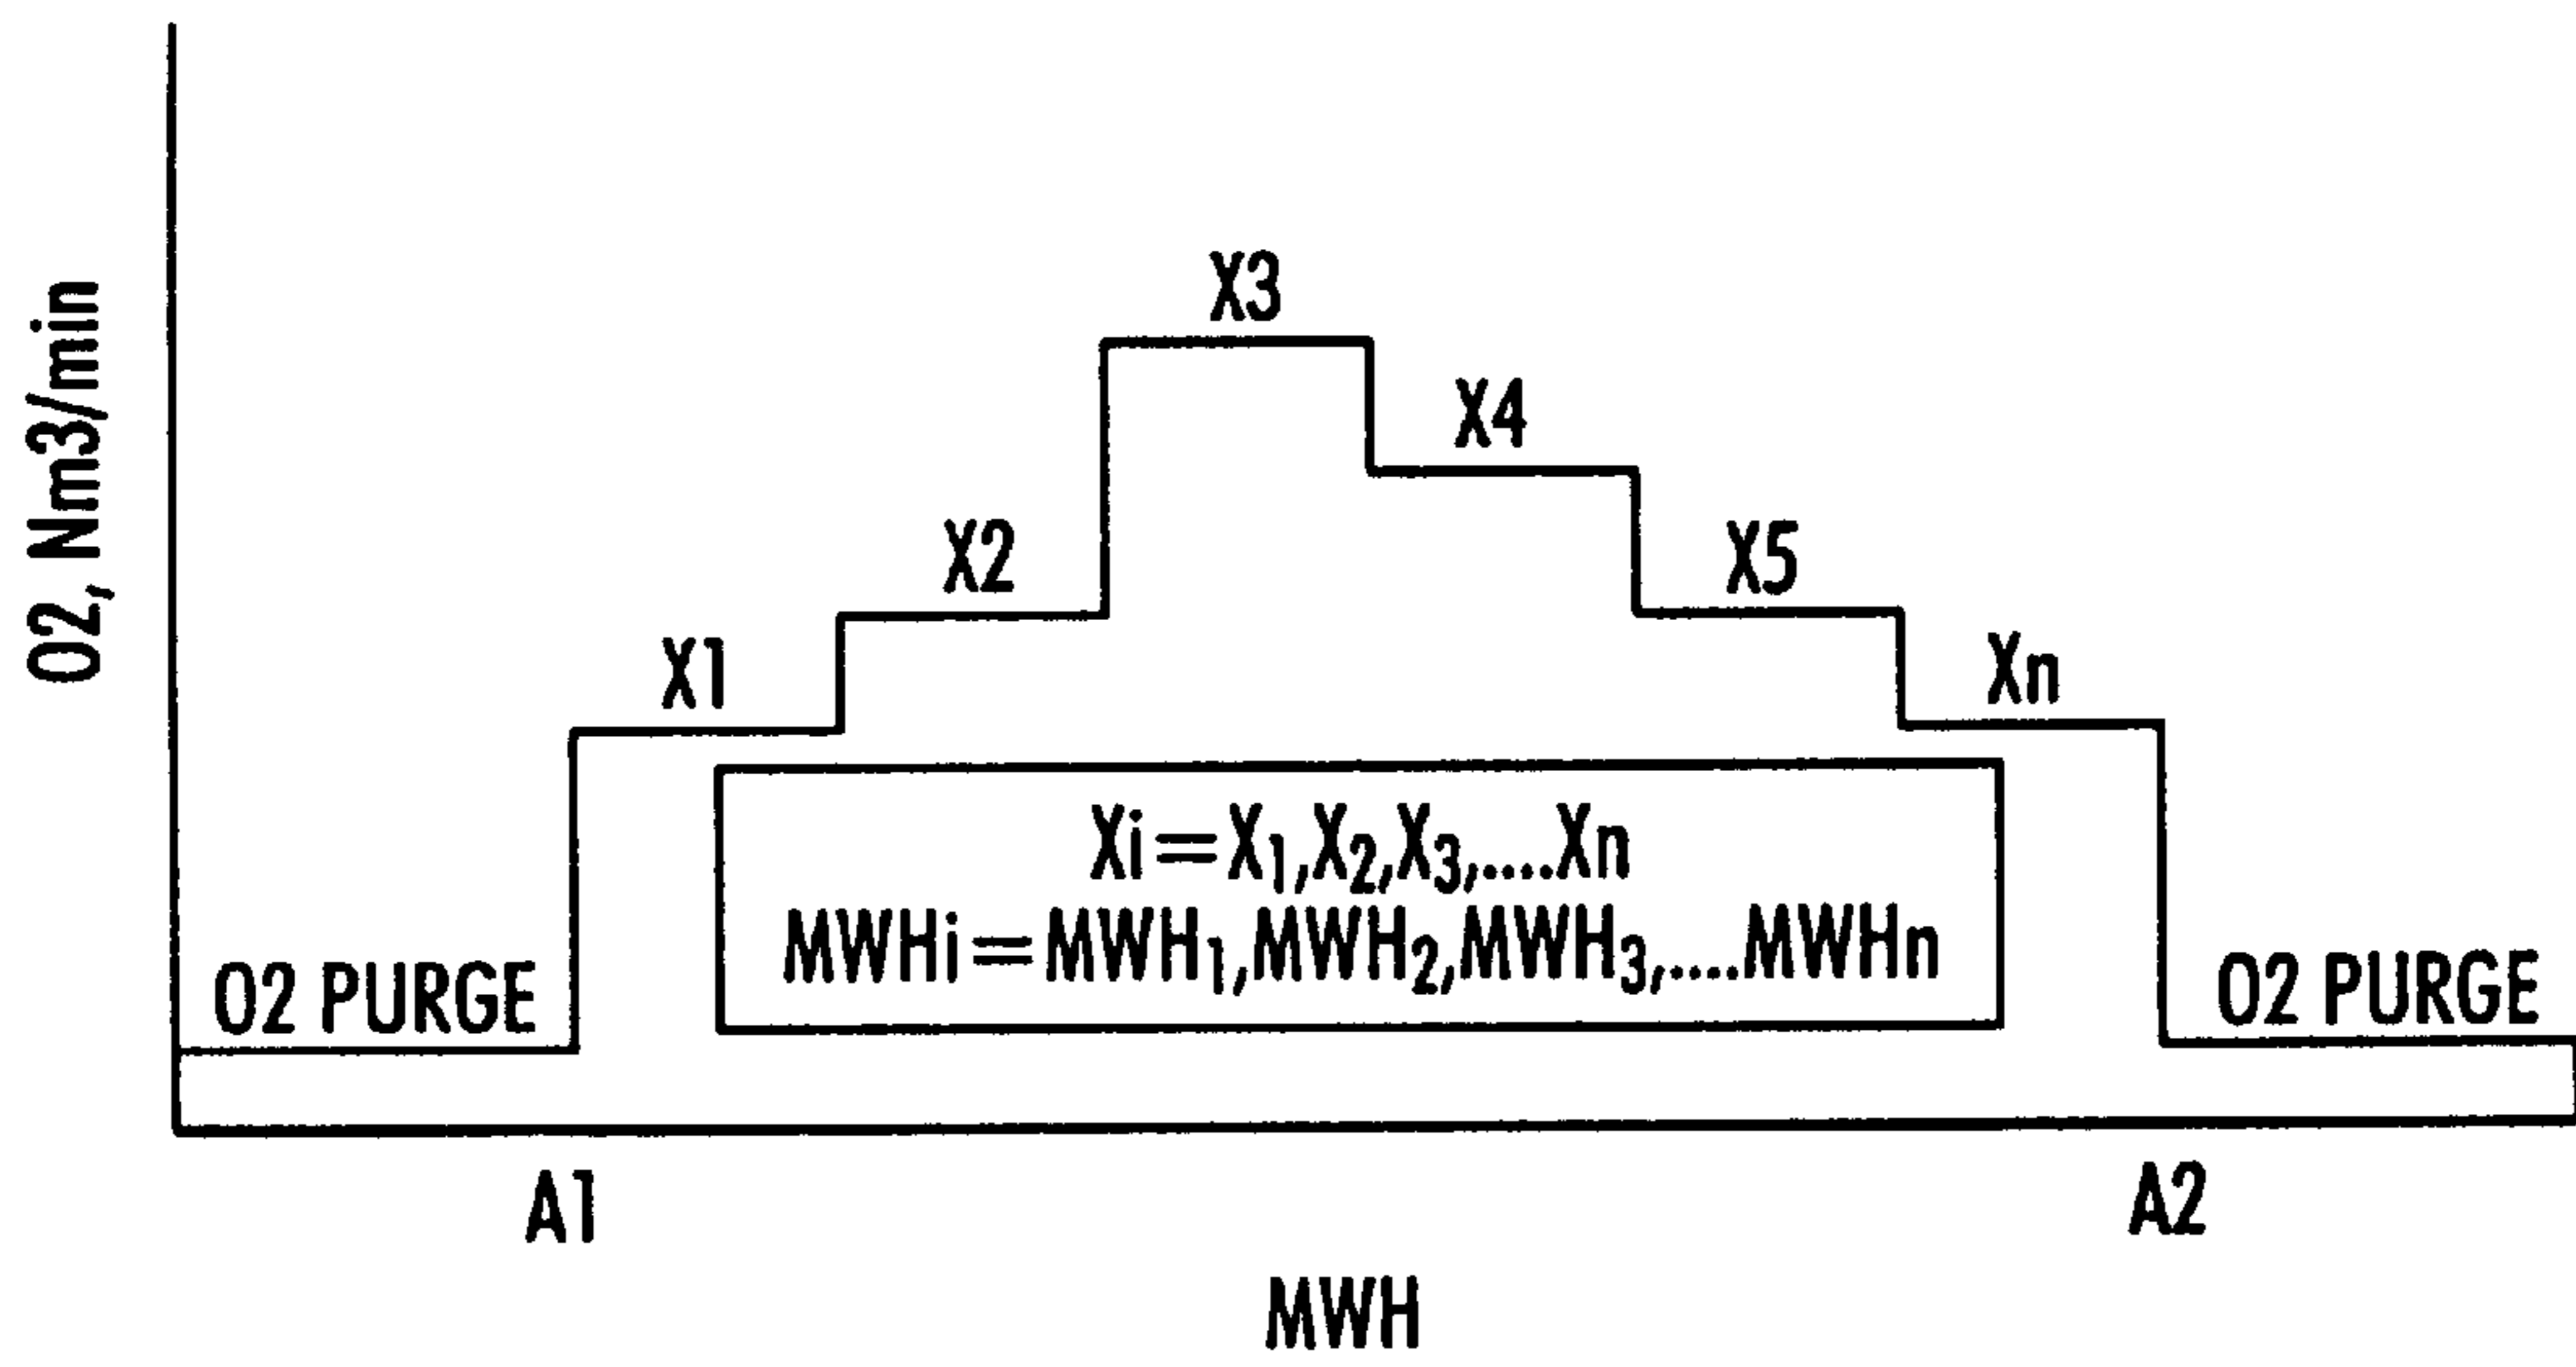 O2, Nm3/min
X3
X4
X2
X5
X1
Xn
Xi=X1,X2,X3,....Xn
MWHi=MWH1,MWH2,MWH3,....MWHn
O2 PURGE
O2 PURGE
A1
A2
MWH